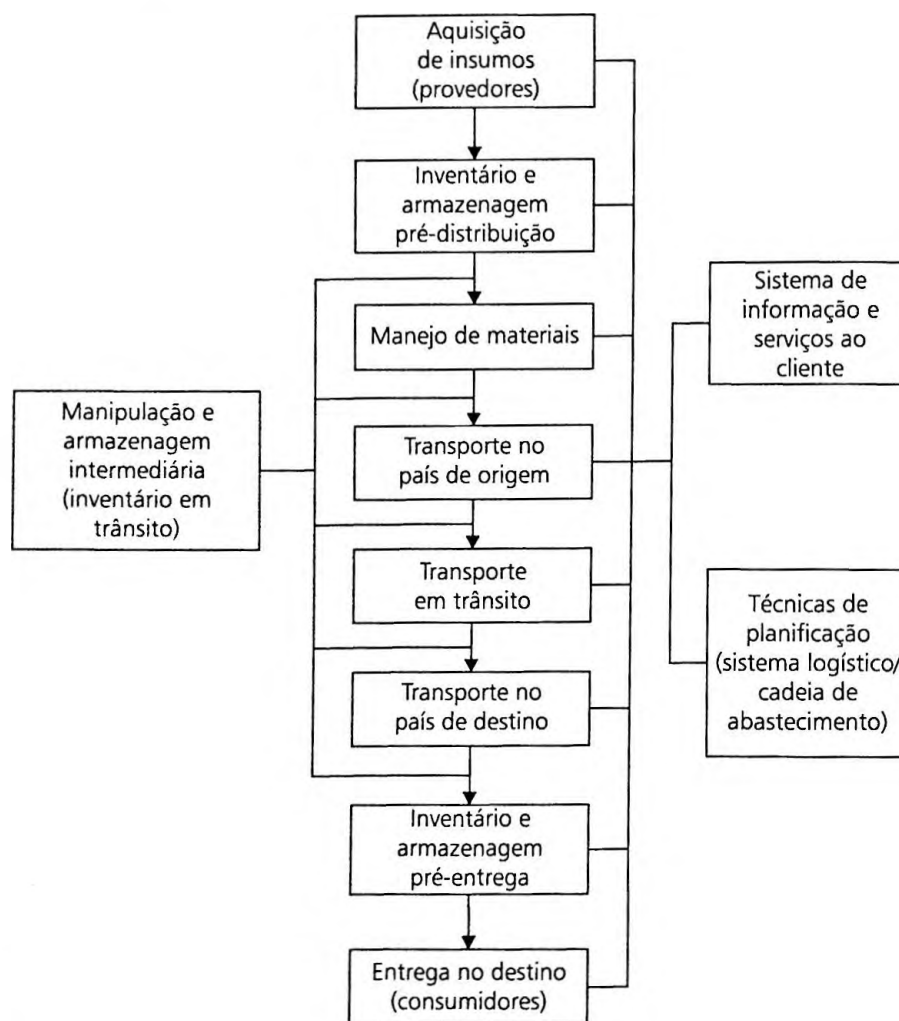 Aquisição
de insumos
(provedores)
Inventário e
armazenagem
pré-distribuição
Manejo de materiais
Transporte no
país de origem
Transporte
em trânsito
Transporte no
país de destino
Inventário e
armazenagem
pré-entrega
Entrega no destino
(consumidores)
Manipulação e
armazenagem
intermediária
(inventário em
trânsito)
Sistema de
informação e
serviços ao
cliente
Técnicas de
planificação
(sistema logístico/
cadeia de
abastecimento)